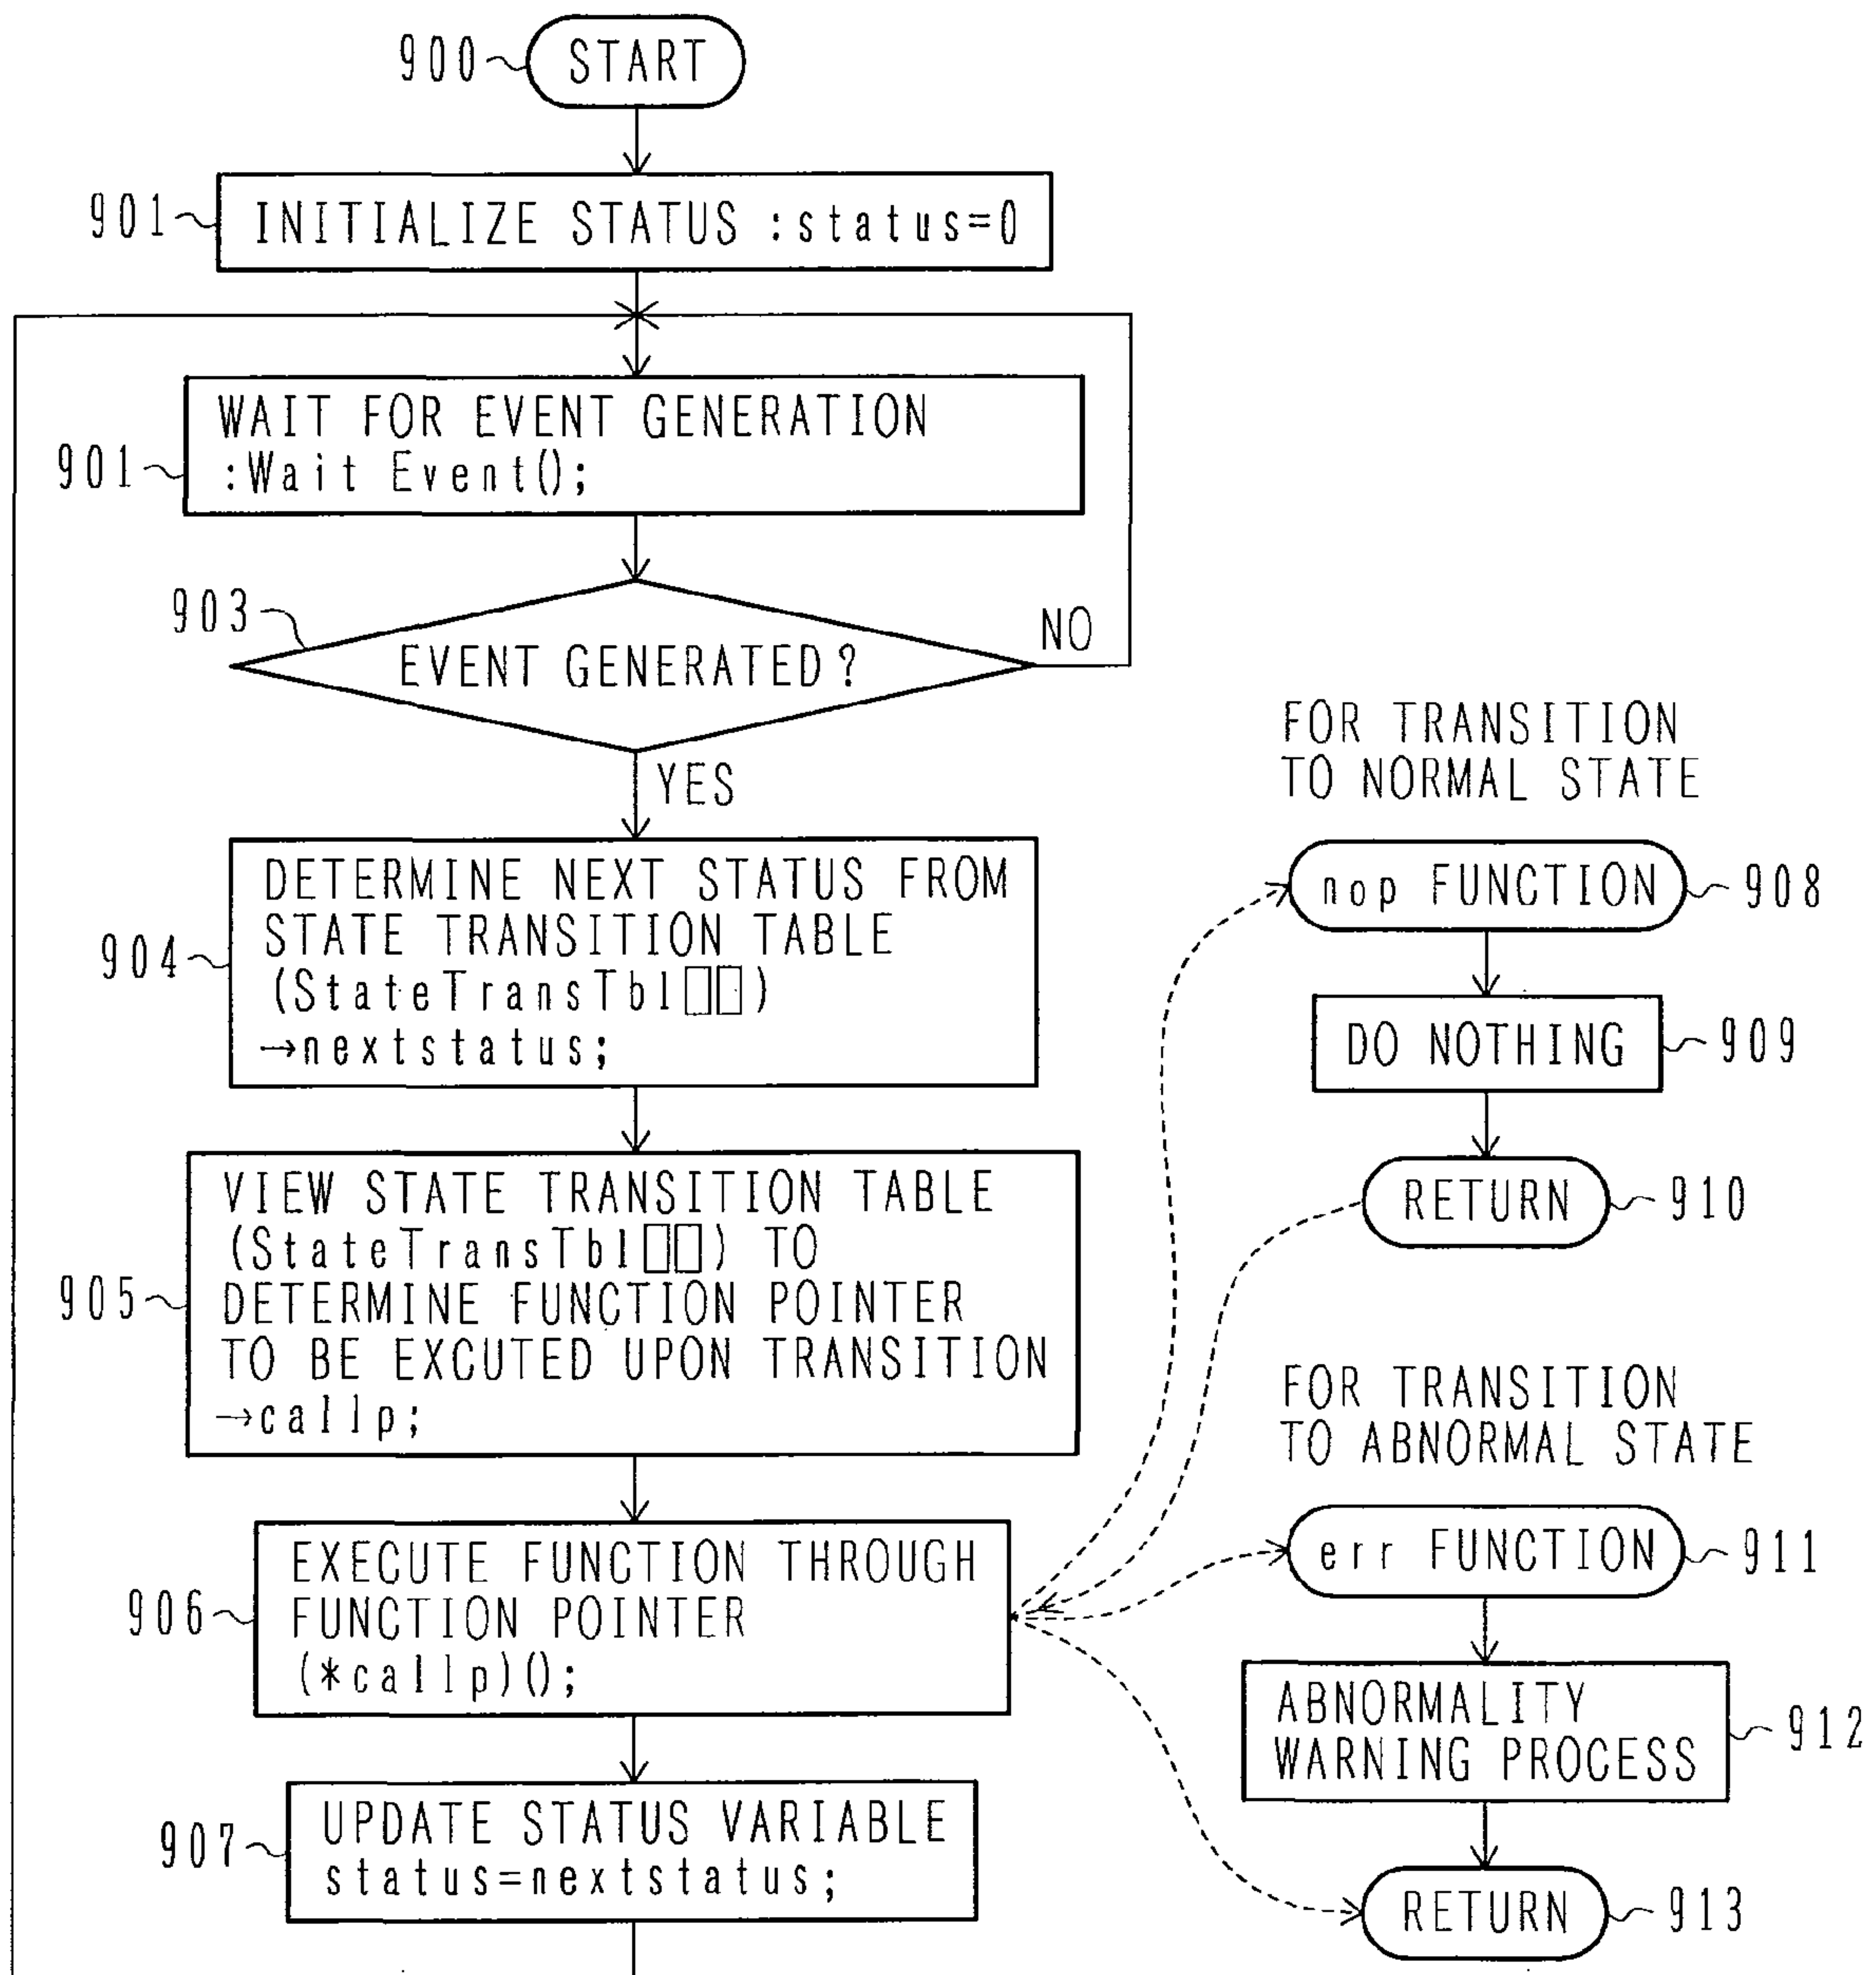 900
START
901
INITIALIZE STATUS :status=0
WAIT FOR EVENT GENERATION
901
:Wait Event();
903
EVENT GENERATED?
NO
YES
904
DETERMINE NEXT STATUS FROM
STATE TRANSITION TABLE
(StateTransTbl▯▯)
→nextstatus;
905
VIEW STATE TRANSITION TABLE
(StateTransTbl▯▯) TO
DETERMINE FUNCTION POINTER
TO BE EXCUTED UPON TRANSITION
→callp;
906
EXECUTE FUNCTION THROUGH
FUNCTION POINTER
(*callp)();
907
UPDATE STATUS VARIABLE
status=nextstatus;
FOR TRANSITION
TO NORMAL STATE
nop FUNCTION
908
DO NOTHING
909
RETURN
910
FOR TRANSITION
TO ABNORMAL STATE
err FUNCTION
911
ABNORMALITY
WARNING PROCESS
912
RETURN
913